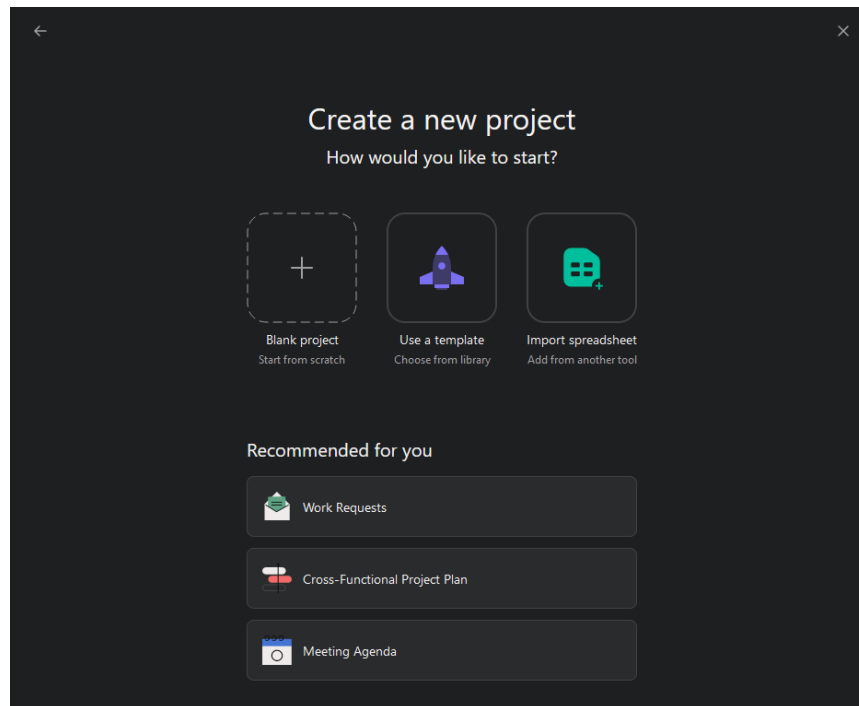 Create a new project
How would you like to start?
Blank project
Start from scratch
Use a template
Choose from library
Import spreadsheet
Add from another tool
Recommended for you
Work Requests
Cross-Functional Project Plan
Meeting Agenda